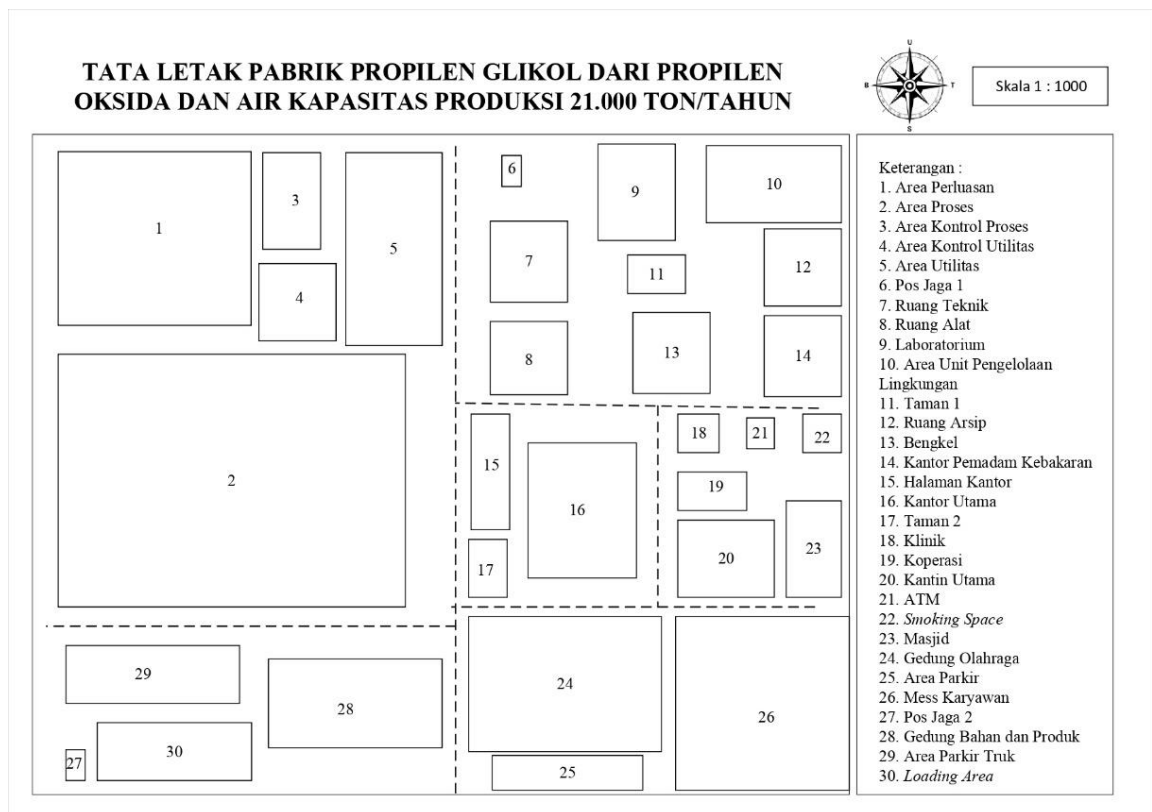 TATA LETAK PABRIK PROPILEN GLIKOL DARI PROPILEN
OKSIDA DAN AIR KAPASITAS PRODUKSI 21.000 TON/TAHUN
U
B
T
S
Skala 1 : 1000
1
3
5
4
2
6
9
10
7
11
12
8
13
14
15
16
17
18
21
22
19
20
23
29
28
27
30
24
25
26
Keterangan :
1. Area Perluasan
2. Area Proses
3. Area Kontrol Proses
4. Area Kontrol Utilitas
5. Area Utilitas
6. Pos Jaga 1
7. Ruang Teknik
8. Ruang Alat
9. Laboratorium
10. Area Unit Pengelolaan
Lingkungan
11. Taman 1
12. Ruang Arsip
13. Bengkel
14. Kantor Pemadam Kebakaran
15. Halaman Kantor
16. Kantor Utama
17. Taman 2
18. Klinik
19. Koperasi
20. Kantin Utama
21. ATM
22. Smoking Space
23. Masjid
24. Gedung Olahraga
25. Area Parkir
26. Mess Karyawan
27. Pos Jaga 2
28. Gedung Bahan dan Produk
29. Area Parkir Truk
30. Loading Area